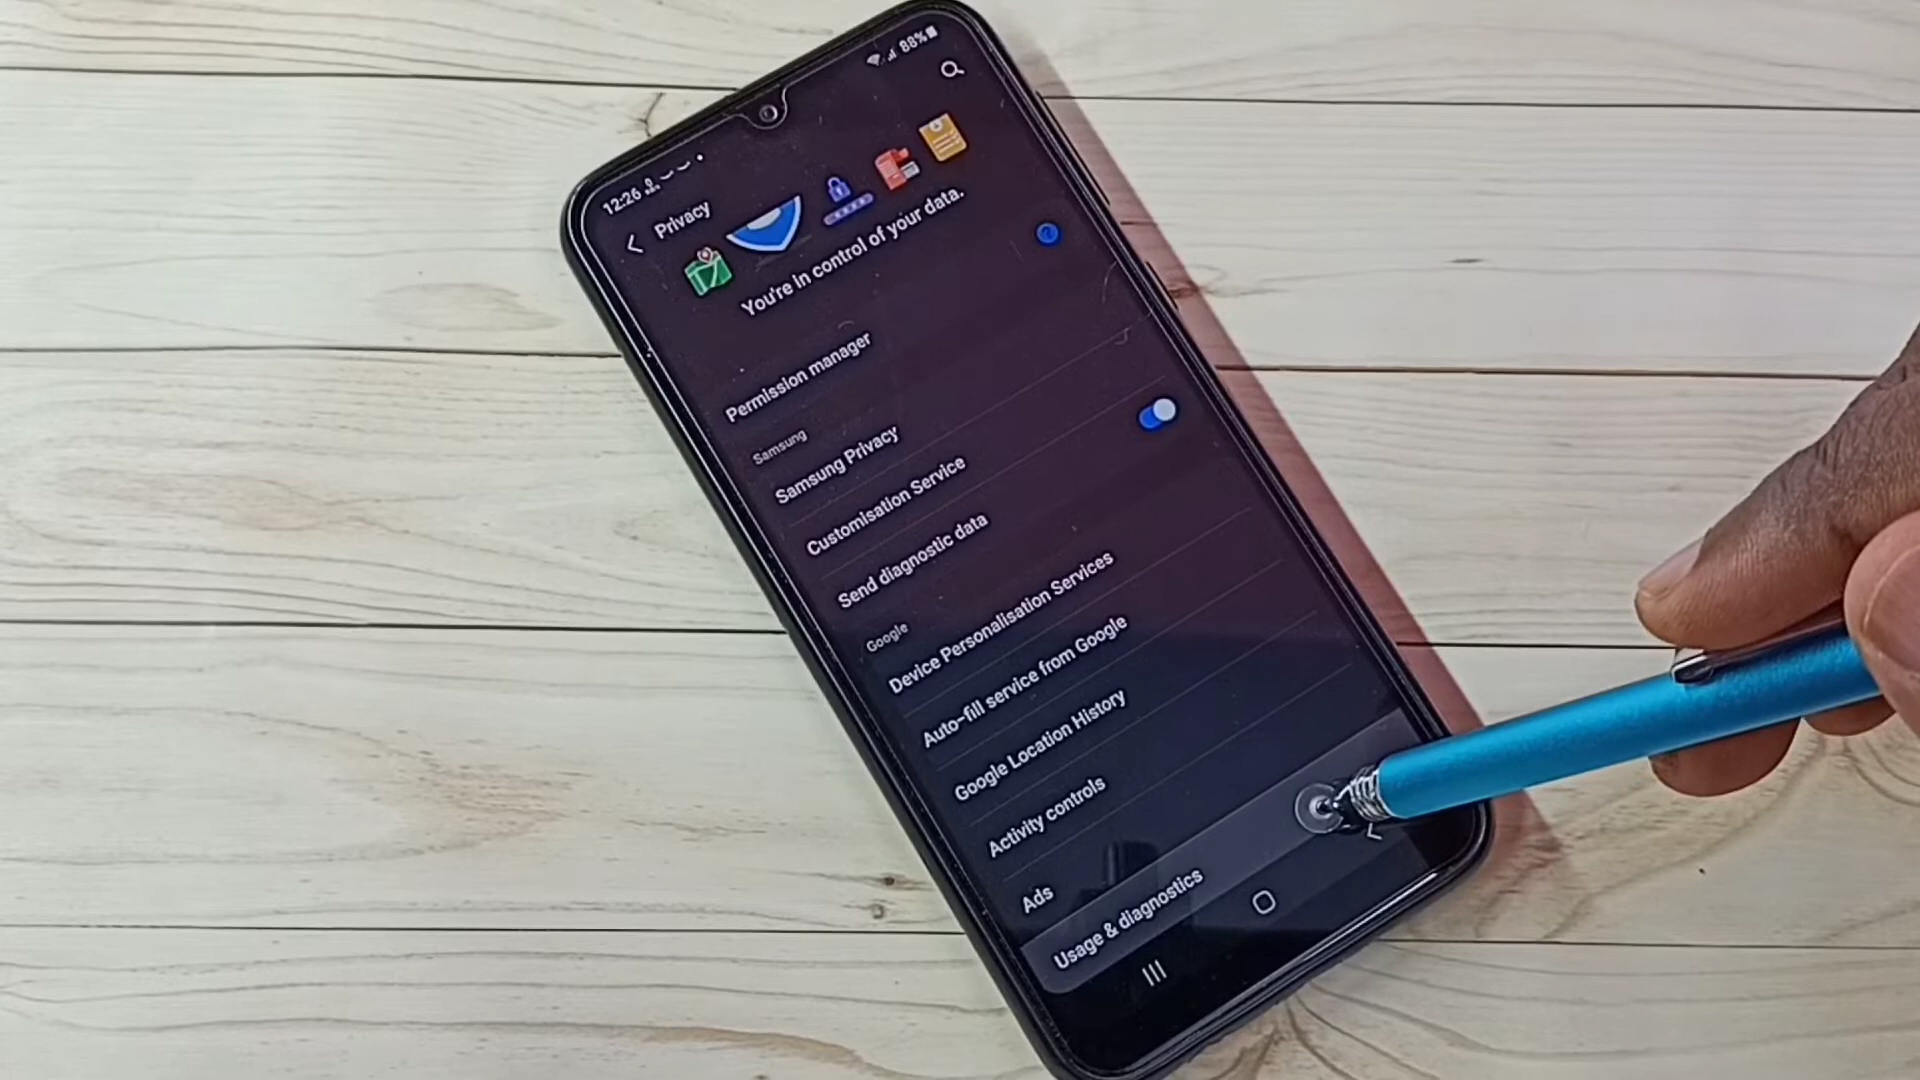 12:26
88%
Privacy
You're in control of your data.
Permission manager
Samsung
Samsung Privacy
Customisation Service
Send diagnostic data
Google
Device Personalisation Services
Auto-fill service from Google
Google Location History
Activity controls
Ads
Usage & diagnostics